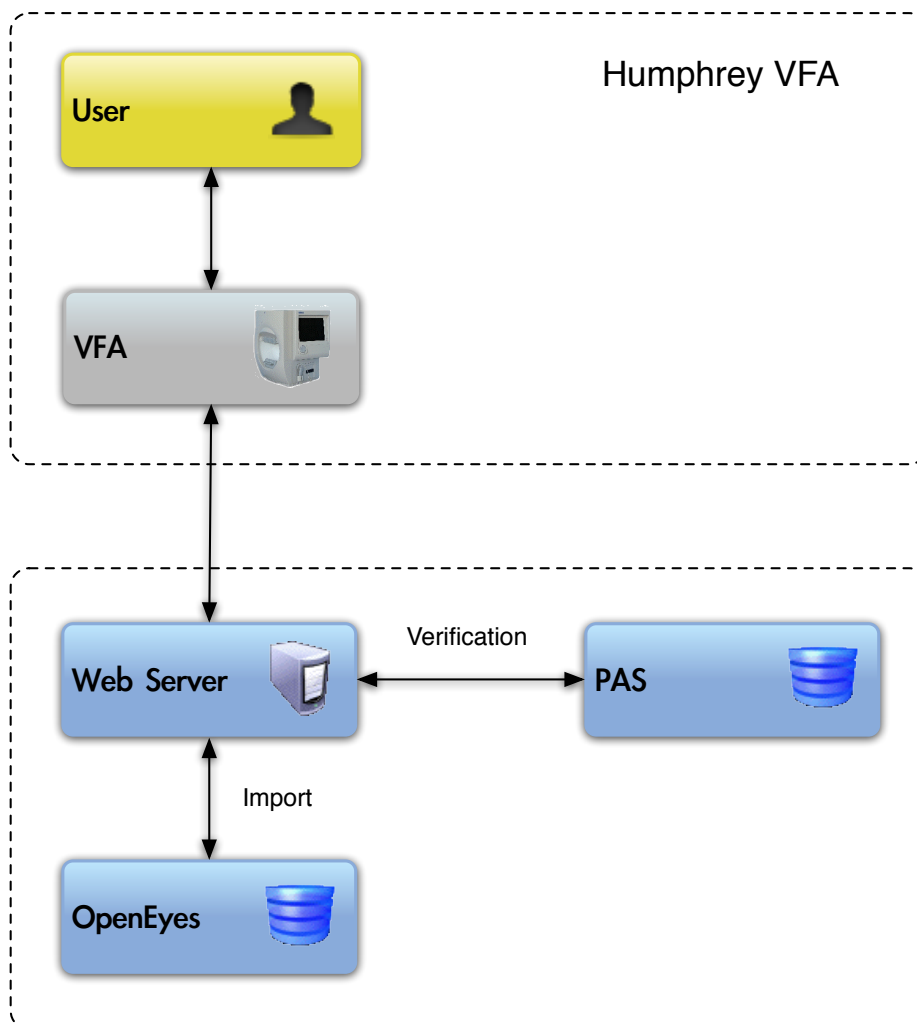 Humphrey VFA
User
VFA
Web Server
Verification
PAS
Import
OpenEyes